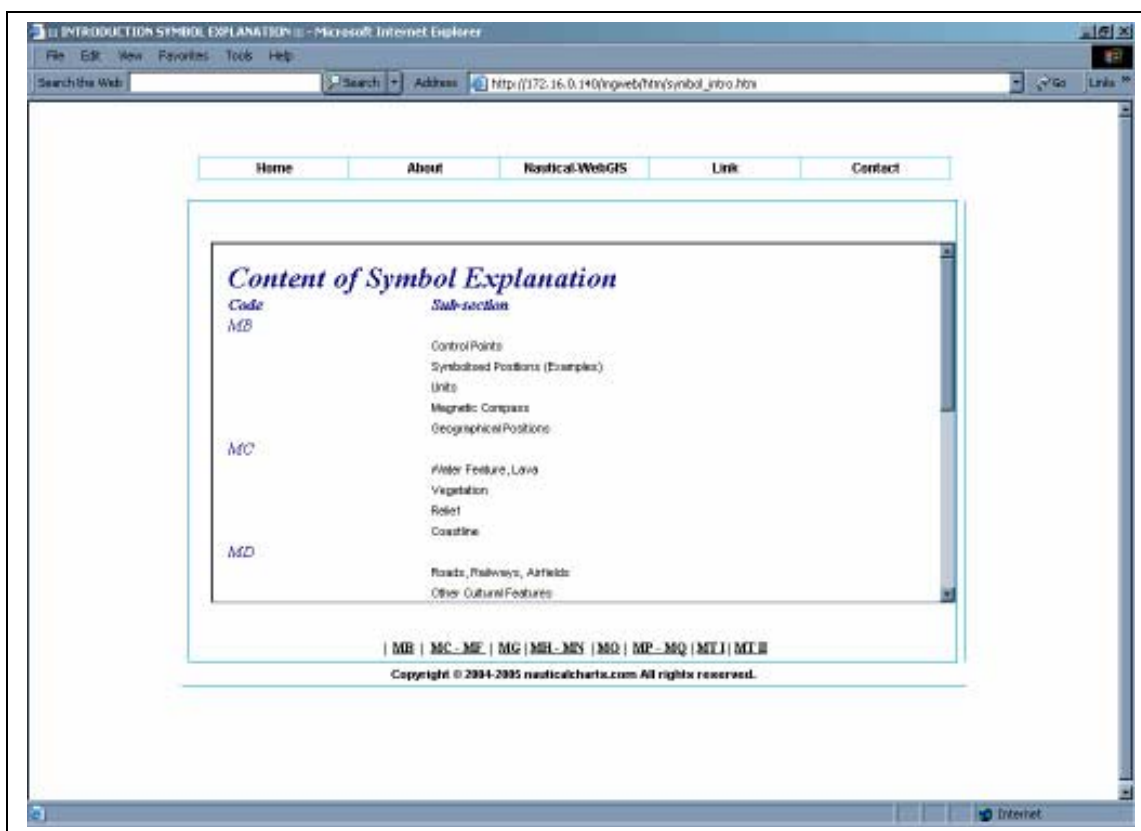 ::: INTRODUCTION SYMBOL EXPLANATION ::: - Microsoft Internet Explorer
File Edit View Favorites Tools Help
Search the Web Search Address http://172.16.0.140/mgweb/htm/symbol_intro.htm Go Links »
Home About Nautical-WebGIS Link Contact
Content of Symbol Explanation
Code Sub-section
MB
Control Points
Symbolised Positions (Examples)
Units
Magnetic Compass
Geographical Positions
MC
Water Feature, Lava
Vegetation
Relief
Coastline
MD
Roads, Railways, Airfields
Other Cultural Features
| MB | MC - MF | MG | MH - MN | MO | MP - MQ | MT I | MT II
Copyright © 2004-2005 nauticalcharts.com All rights reserved.
Internet